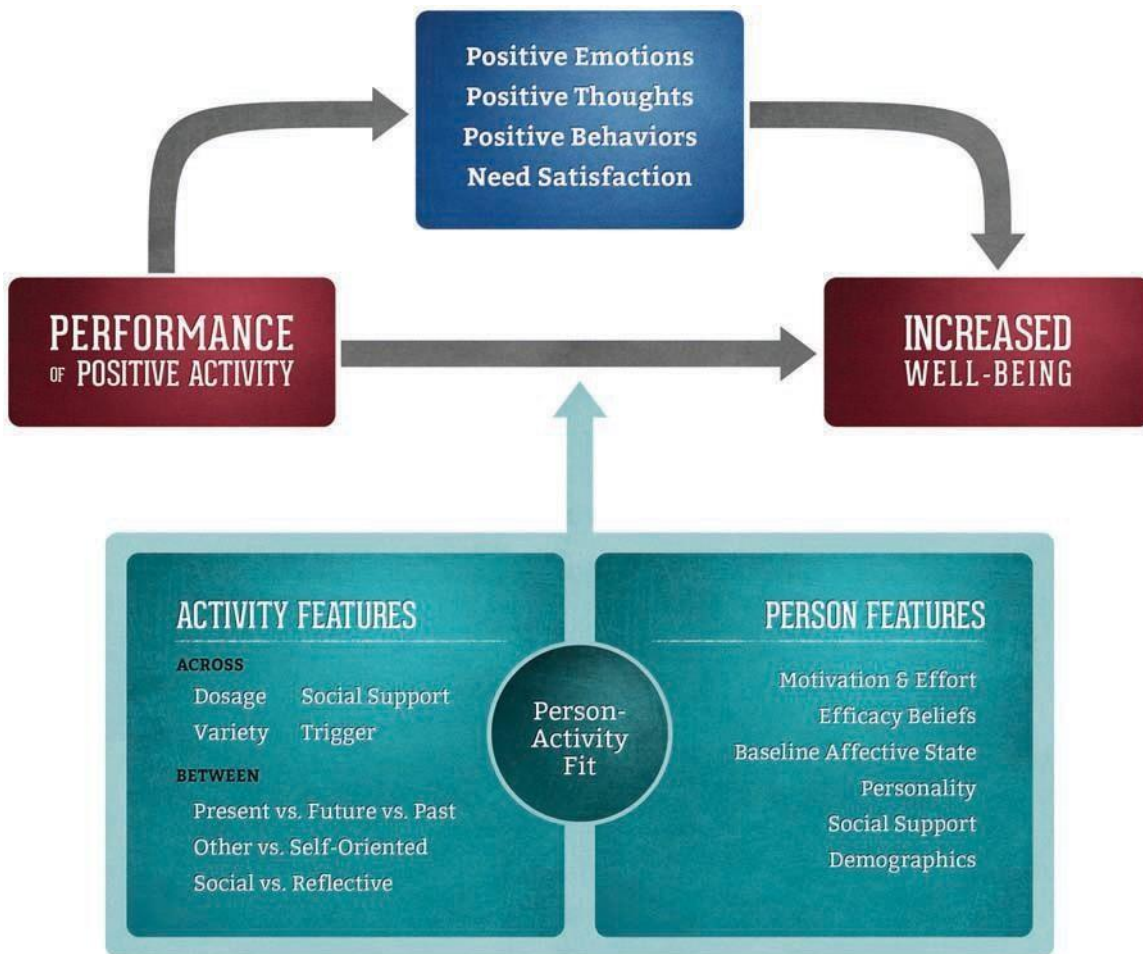 Positive Emotions
Positive Thoughts
Positive Behaviors
Need Satisfaction
PERFORMANCE
OF POSITIVE ACTIVITY
INCREASED
WELL-BEING
ACTIVITY FEATURES
ACROSS
Dosage Social Support
Variety Trigger
BETWEEN
Present vs. Future vs. Past
Other vs. Self-Oriented
Social vs. Reflective
Person-
Activity
Fit
PERSON FEATURES
Motivation & Effort
Efficacy Beliefs
Baseline Affective State
Personality
Social Support
Demographics